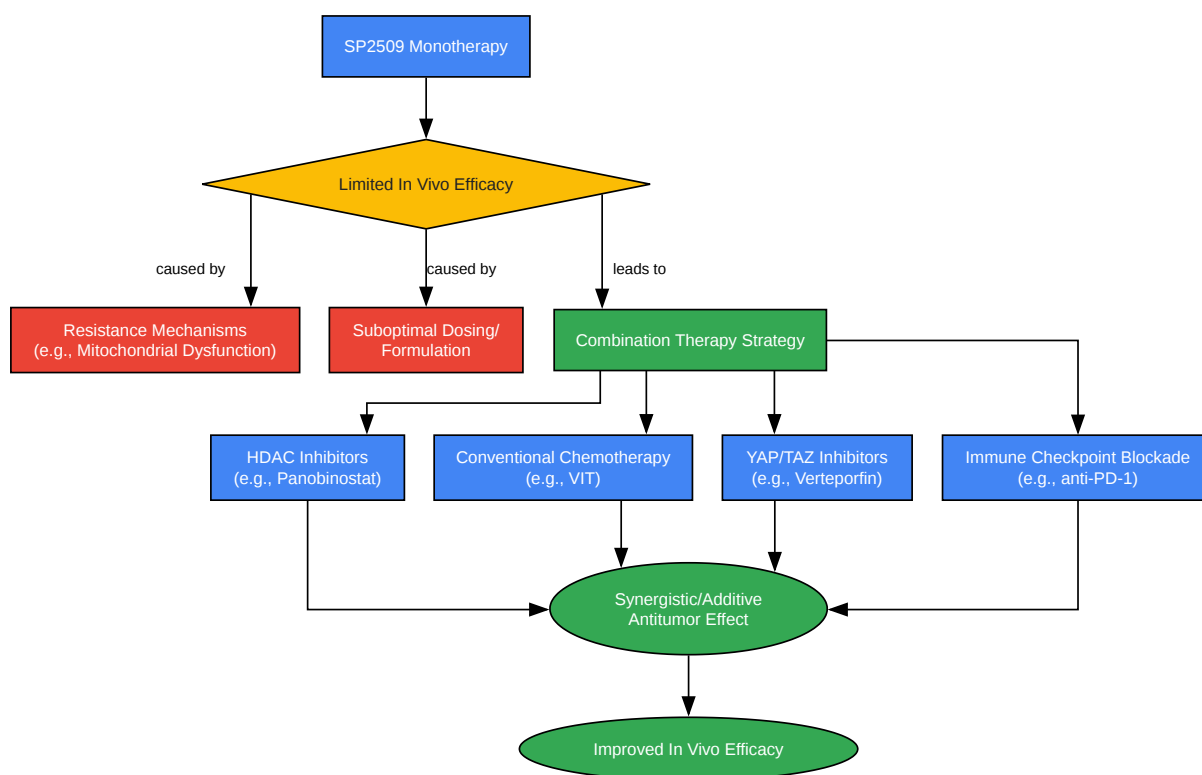 SP2509 Monotherapy
Limited In Vivo Efficacy
caused by
caused by
leads to
Resistance Mechanisms
(e.g., Mitochondrial Dysfunction)
Suboptimal Dosing/
Formulation
Combination Therapy Strategy
HDAC Inhibitors
(e.g., Panobinostat)
Conventional Chemotherapy
(e.g., VIT)
YAP/TAZ Inhibitors
(e.g., Verteporfin)
Immune Checkpoint Blockade
(e.g., anti-PD-1)
Synergistic/Additive
Antitumor Effect
Improved In Vivo Efficacy